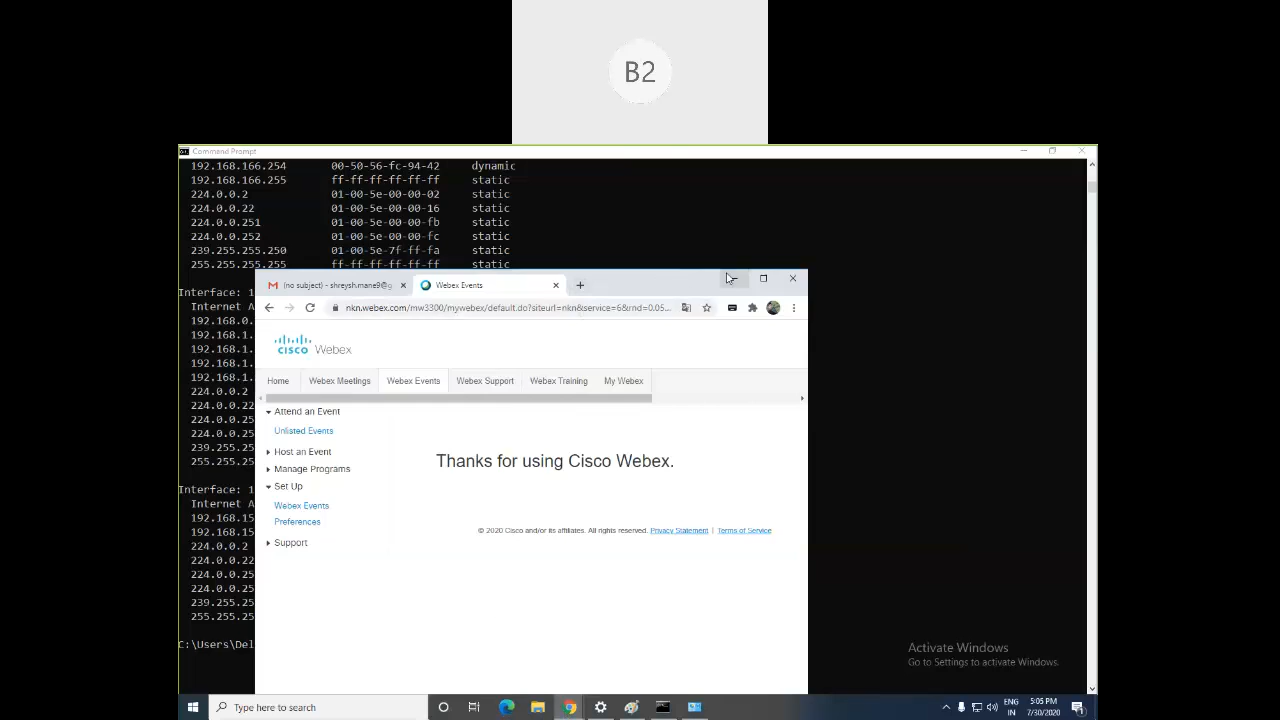 B2
Command Prompt
192.168.166.254 00-50-56-fc-94-42 dynamic
192.168.166.255 ff-ff-ff-ff-ff-ff static
224.0.0.2 01-00-5e-00-00-02 static
224.0.0.22 01-00-5e-00-00-16 static
224.0.0.251 01-00-5e-00-00-fb static
224.0.0.252 01-00-5e-00-00-fc static
239.255.255.250 01-00-5e-7f-ff-fa static
255.255.255.255 ff-ff-ff-ff-ff-ff static
Interface: 1
Internet A
192.168.0.
192.168.1.
192.168.1.
192.168.1.
192.168.1.
224.0.0.2
224.0.0.22
224.0.0.25
224.0.0.25
239.255.25
255.255.25
Interface: 1
Internet A
192.168.15
192.168.15
224.0.0.2
224.0.0.22
224.0.0.25
224.0.0.25
239.255.25
255.255.25
C:\Users\Del
(no subject) - shreysh.mane9@g
Webex Events
nkn.webex.com/mw3300/mywebex/default.do?siteurl=nkn&service=6&rnd=0.05...
CISCO Webex
Home Webex Meetings Webex Events Webex Support Webex Training My Webex
Attend an Event
Unlisted Events
Host an Event
Manage Programs
Set Up
Webex Events
Preferences
Support
Thanks for using Cisco Webex.
© 2020 Cisco and/or its affiliates. All rights reserved. Privacy Statement | Terms of Service
Activate Windows
Go to Settings to activate Windows.
Type here to search
ENG
IN
5:05 PM
7/30/2020